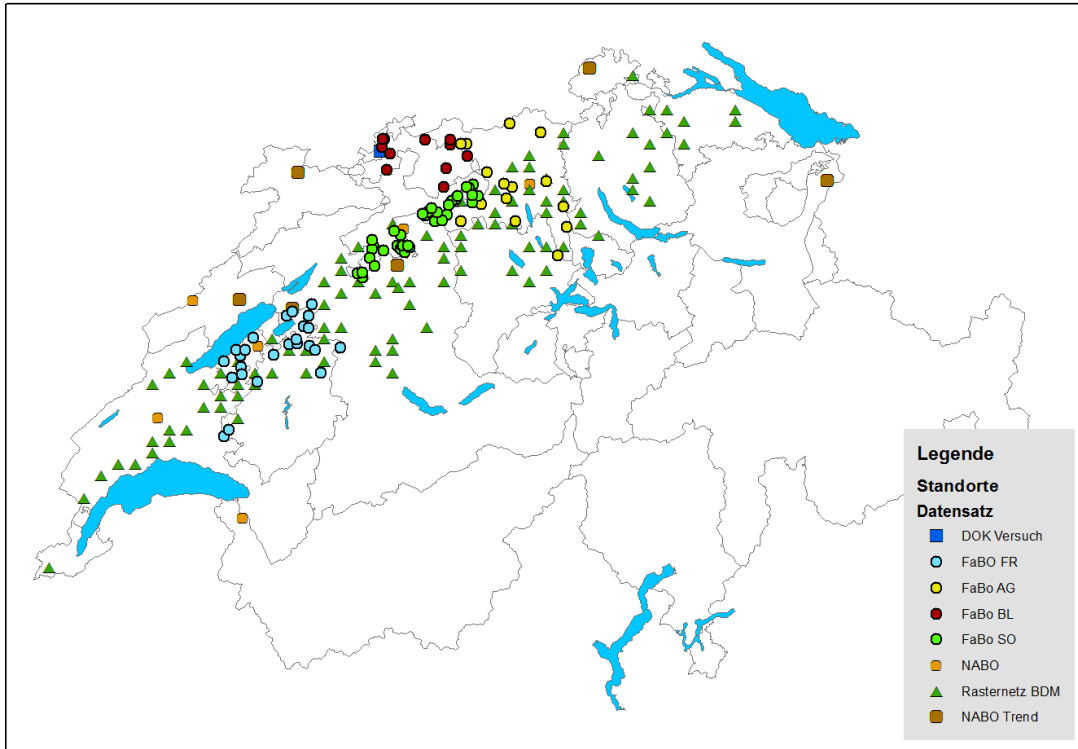 Legende
Standorte
Datensatz
DOK Versuch
FaBO FR
FaBo AG
FaBo BL
FaBo SO
NABO
Rasternetz BDM
NABO Trend